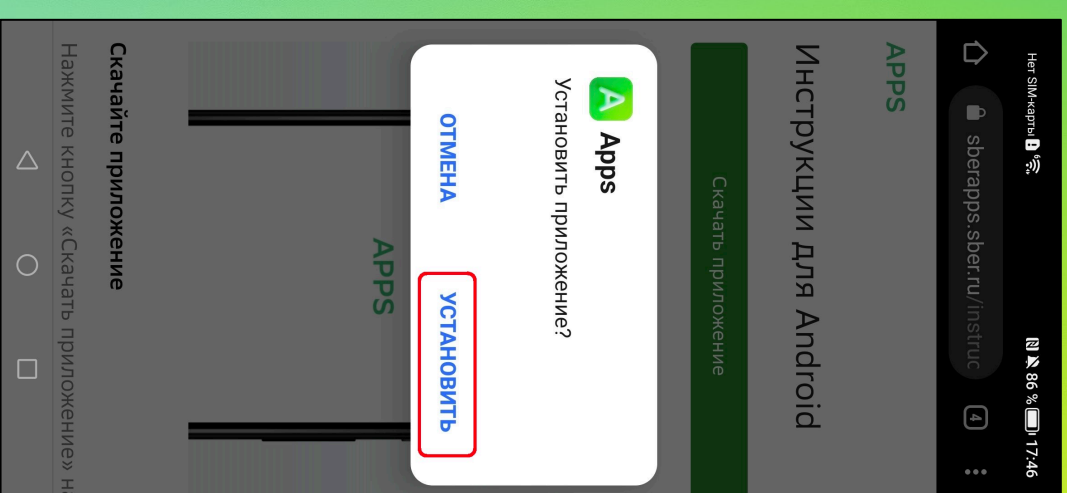 Нет SIM-карты
86 % 17:46
sberapps.sber.ru/instruc
4
APPS
Инструкции для Android
Скачать приложение
A Apps
Установить приложение?
ОТМЕНА УСТАНОВИТЬ
APPS
Скачайте приложение
Нажмите кнопку «Скачать приложение» н